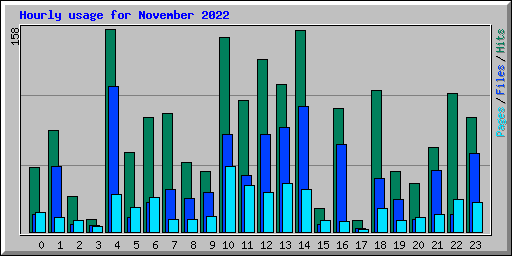 Hourly usage for November 2022
158
Pages / Files / Hits
0 1 2 3 4 5 6 7 8 9 10 11 12 13 14 15 16 17 18 19 20 21 22 23